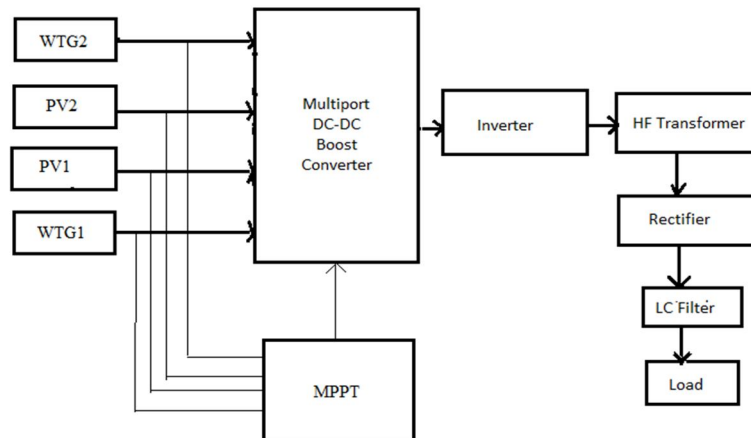 WTG2
PV2
PV1
WTG1
Multiport
DC-DC
Boost
Converter
Inverter
HF Transformer
Rectifier
LC Filter
Load
MPPT